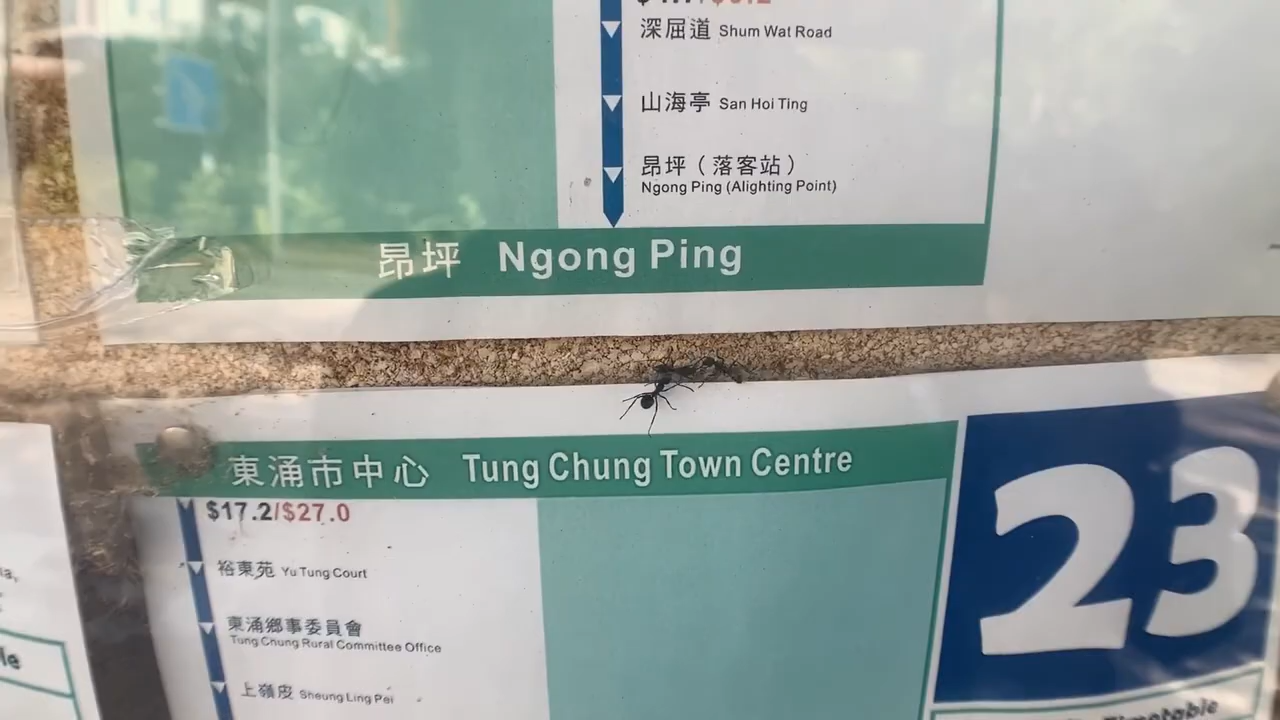 深屈道 Shum Wat Road
山海亭 San Hoi Ting
昂坪（落客站）
Ngong Ping (Alighting Point)
昂坪 Ngong Ping
東涌市中心 Tung Chung Town Centre
23
$17.2/$27.0
裕東苑 Yu Tung Court
東涌鄉事委員會
Tung Chung Rural Committee Office
上嶺皮 Sheung Ling Pei
Timetable